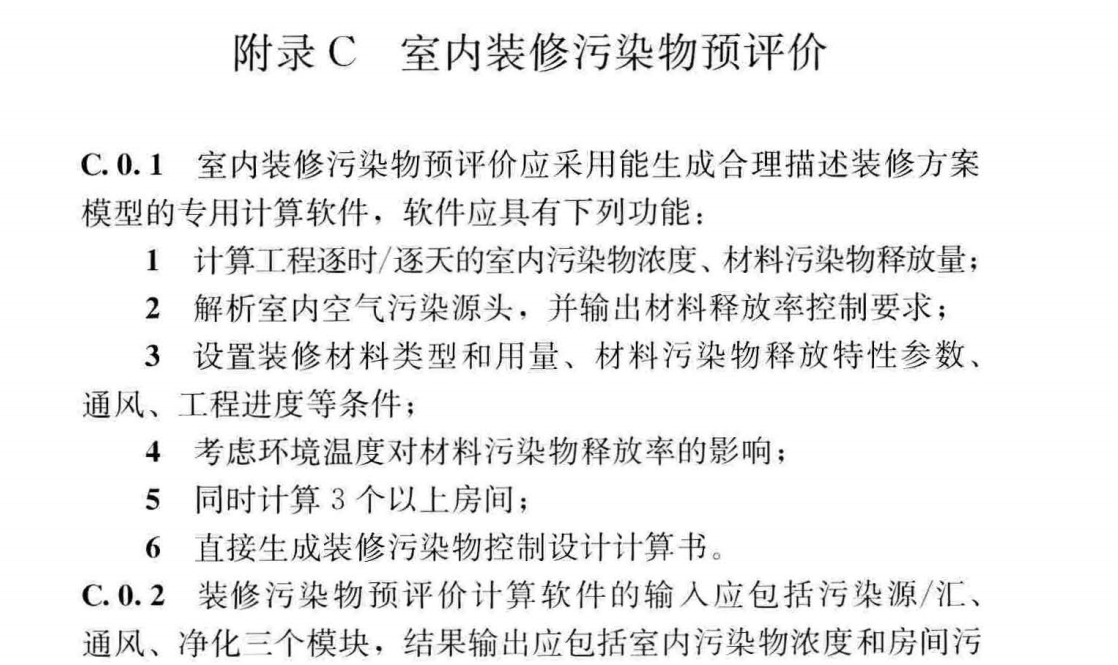 附录 C　室内装修污染物预评价
C.0.1　室内装修污染物预评价应采用能生成合理描述装修方案
模型的专用计算软件，软件应具有下列功能：
1　计算工程逐时/逐天的室内污染物浓度、材料污染物释放量；
2　解析室内空气污染源头，并输出材料释放率控制要求；
3　设置装修材料类型和用量、材料污染物释放特性参数、
通风、工程进度等条件；
4　考虑环境温度对材料污染物释放率的影响；
5　同时计算 3 个以上房间；
6　直接生成装修污染物控制设计计算书。
C.0.2　装修污染物预评价计算软件的输入应包括污染源/汇、
通风、净化三个模块，结果输出应包括室内污染物浓度和房间污